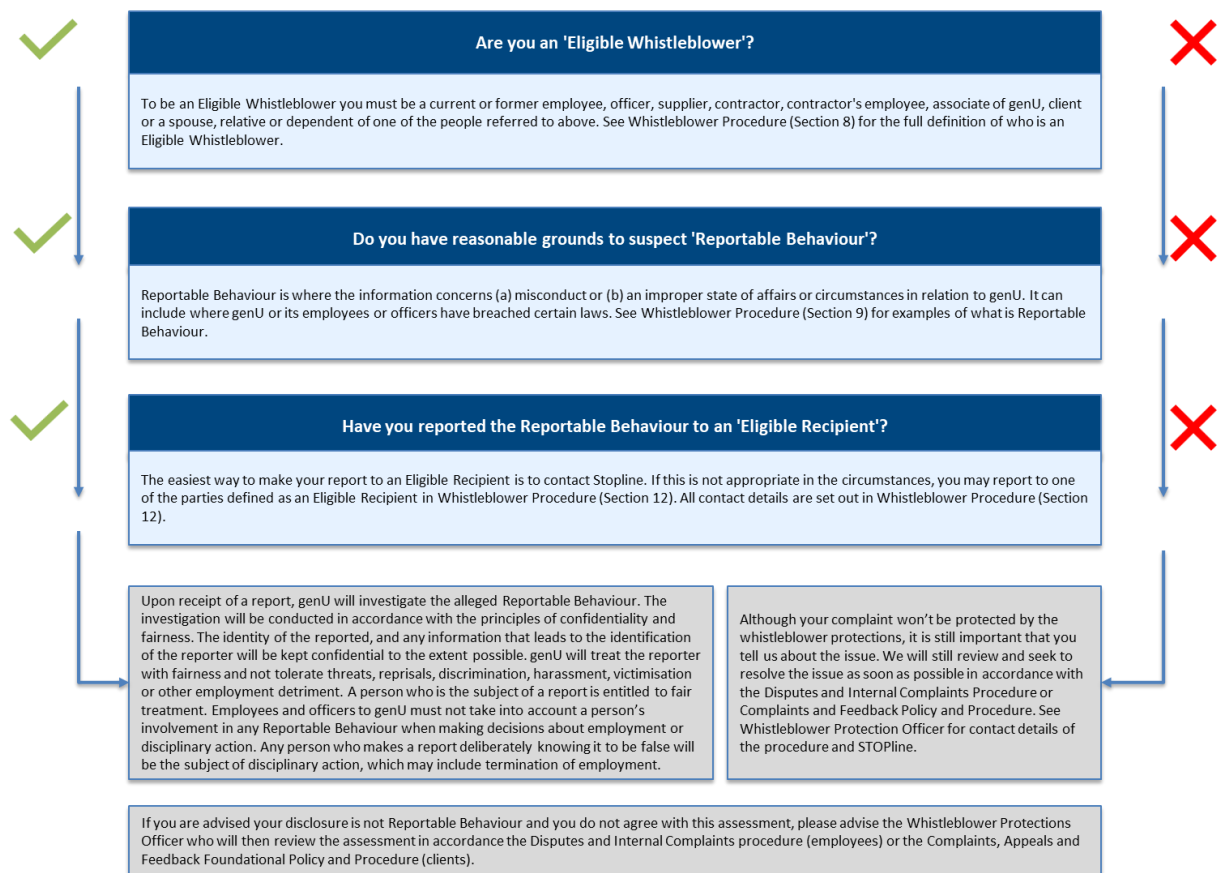 Are you an 'Eligible Whistleblower'?
To be an Eligible Whistleblower you must be a current or former employee, officer, supplier, contractor, contractor's employee, associate of genU, client
or a spouse, relative or dependent of one of the people referred to above. See Whistleblower Procedure (Section 8) for the full definition of who is an
Eligible Whistleblower.
Do you have reasonable grounds to suspect 'Reportable Behaviour'?
Reportable Behaviour is where the information concerns (a) misconduct or (b) an improper state of affairs or circumstances in relation to genU. It can
include where genU or its employees or officers have breached certain laws. See Whistleblower Procedure (Section 9) for examples of what is Reportable
Behaviour.
Have you reported the Reportable Behaviour to an 'Eligible Recipient'?
The easiest way to make your report to an Eligible Recipient is to contact Stopline. If this is not appropriate in the circumstances, you may report to one
of the parties defined as an Eligible Recipient in Whistleblower Procedure (Section 12). All contact details are set out in Whistleblower Procedure (Section
12).
Upon receipt of a report, genU will investigate the alleged Reportable Behaviour. The
investigation will be conducted in accordance with the principles of confidentiality and
fairness. The identity of the reported, and any information that leads to the identification
of the reporter will be kept confidential to the extent possible. genU will treat the reporter
with fairness and not tolerate threats, reprisals, discrimination, harassment, victimisation
or other employment detriment. A person who is the subject of a report is entitled to fair
treatment. Employees and officers to genU must not take into account a person's
involvement in any Reportable Behaviour when making decisions about employment or
disciplinary action. Any person who makes a report deliberately knowing it to be false will
be the subject of disciplinary action, which may include termination of employment.
Although your complaint won't be protected by the
whistleblower protections, it is still important that you
tell us about the issue. We will still review and seek to
resolve the issue as soon as possible in accordance with
the Disputes and Internal Complaints Procedure or
Complaints and Feedback Policy and Procedure. See
Whistleblower Protection Officer for contact details of
the procedure and STOPline.
If you are advised your disclosure is not Reportable Behaviour and you do not agree with this assessment, please advise the Whistleblower Protections
Officer who will then review the assessment in accordance the Disputes and Internal Complaints procedure (employees) or the Complaints, Appeals and
Feedback Foundational Policy and Procedure (clients).